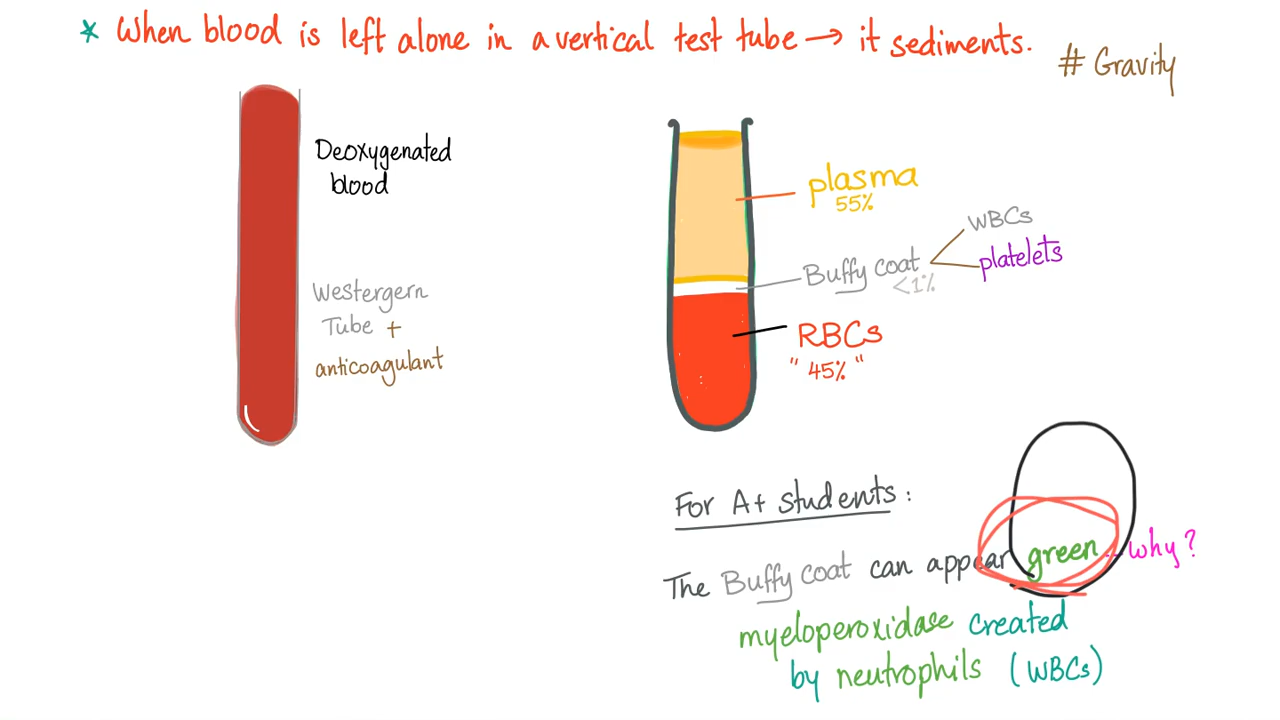 * When blood is left alone in a vertical test tube → it sediments.
# Gravity
Deoxygenated
blood
Westergern
Tube +
anticoagulant
plasma
55%
Buffy coat
<1%
WBCs
platelets
RBCs
"45%"
For A+ students:
The Buffy coat can appear green... why?
myeloperoxidase created
by neutrophils (WBCs)